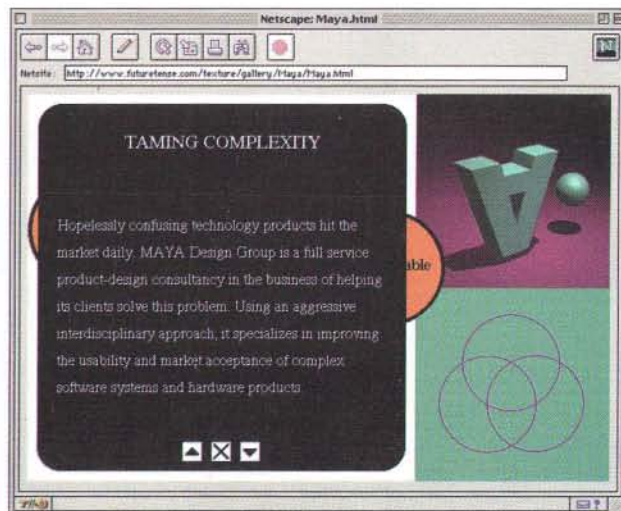 Netscape: Maya.html
Netsite: http://www.futuretense.com/texture/gallery/Maya/Maya.html
TAMING COMPLEXITY
Hopelessly confusing technology products hit the
market daily. MAYA Design Group is a full service
product-design consultancy in the business of helping
its clients solve this problem. Using an aggressive
interdisciplinary approach, it specializes in improving
the usability and market acceptance of complex
software systems and hardware products.
able
N
?